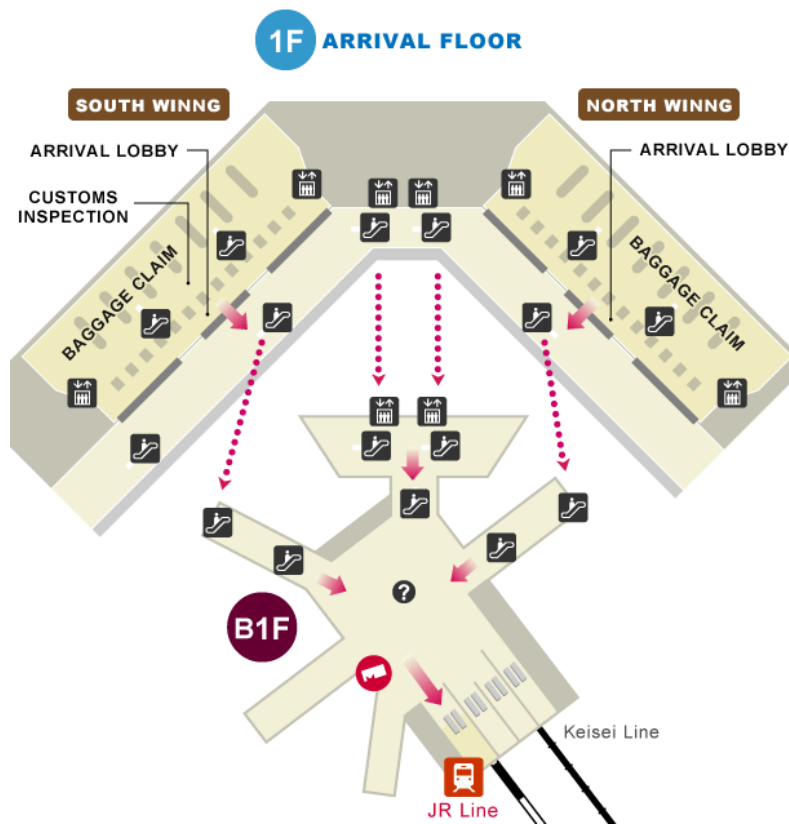 1F ARRIVAL FLOOR
SOUTH WINNG
NORTH WINNG
ARRIVAL LOBBY
ARRIVAL LOBBY
CUSTOMS
INSPECTION
BAGGAGE CLAIM
BAGGAGE CLAIM
?
B1F
Keisei Line
JR Line